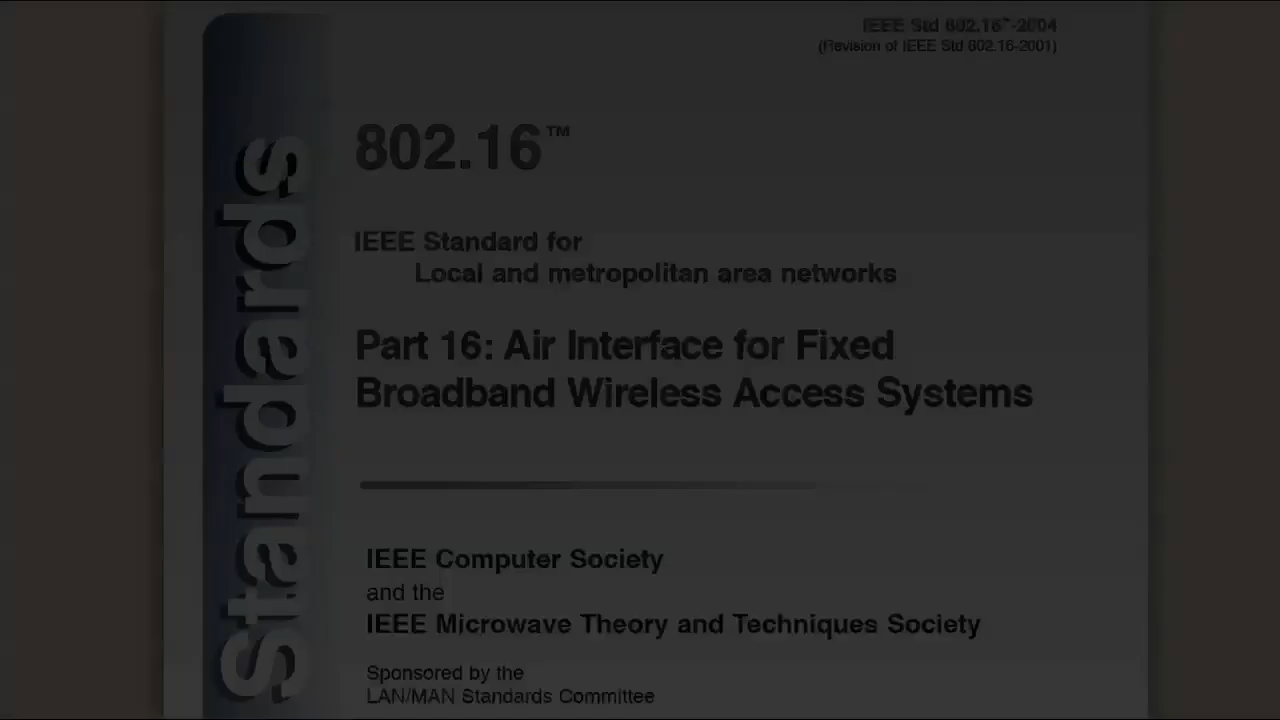 IEEE Std 802.16™-2004
(Revision of IEEE Std 802.16-2001)
802.16™
IEEE Standard for
Local and metropolitan area networks
Part 16: Air Interface for Fixed
Broadband Wireless Access Systems
IEEE Computer Society
and the
IEEE Microwave Theory and Techniques Society
Sponsored by the
LAN/MAN Standards Committee
Standards